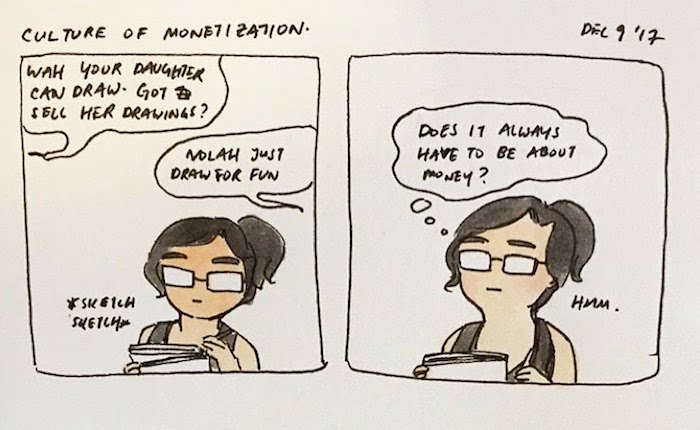 CULTURE OF MONETIZATION.
DEC 9 '17
WAH YOUR DAUGHTER
CAN DRAW. GOT
SELL HER DRAWINGS?
NOLAH JUST
DRAW FOR FUN
*SKETCH
SKETCH*
DOES IT ALWAYS
HAVE TO BE ABOUT
MONEY?
HMM.